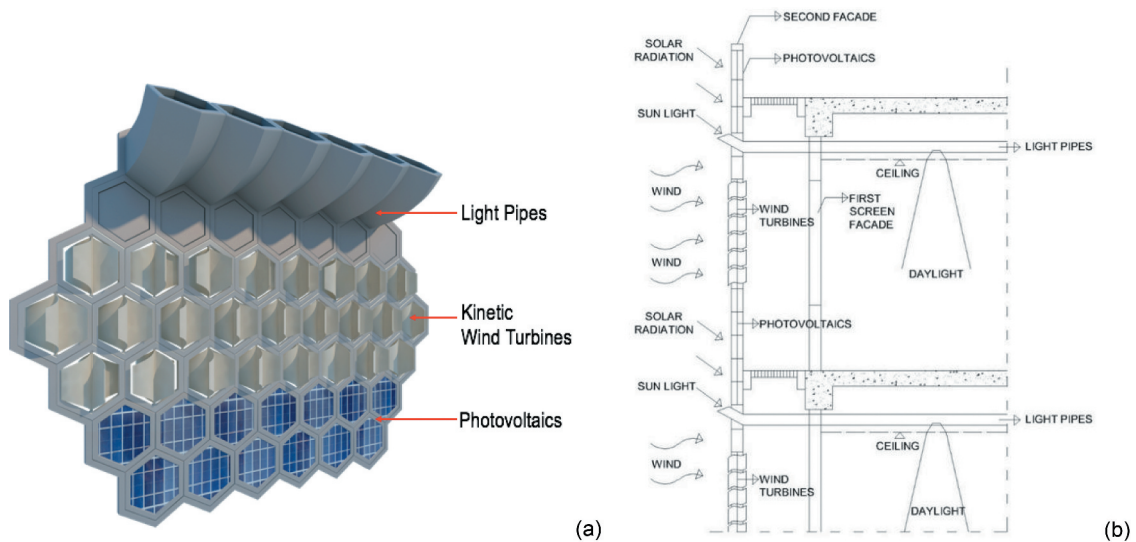 Light Pipes
Kinetic
Wind Turbines
Photovoltaics
(a)
SECOND FACADE
SOLAR
RADIATION
PHOTOVOLTAICS
SUN LIGHT
LIGHT PIPES
CEILING
WIND
WIND
TURBINES
FIRST
SCREEN
FACADE
WIND
DAYLIGHT
SOLAR
RADIATION
PHOTOVOLTAICS
SUN LIGHT
LIGHT PIPES
CEILING
WIND
WIND
TURBINES
DAYLIGHT
(b)